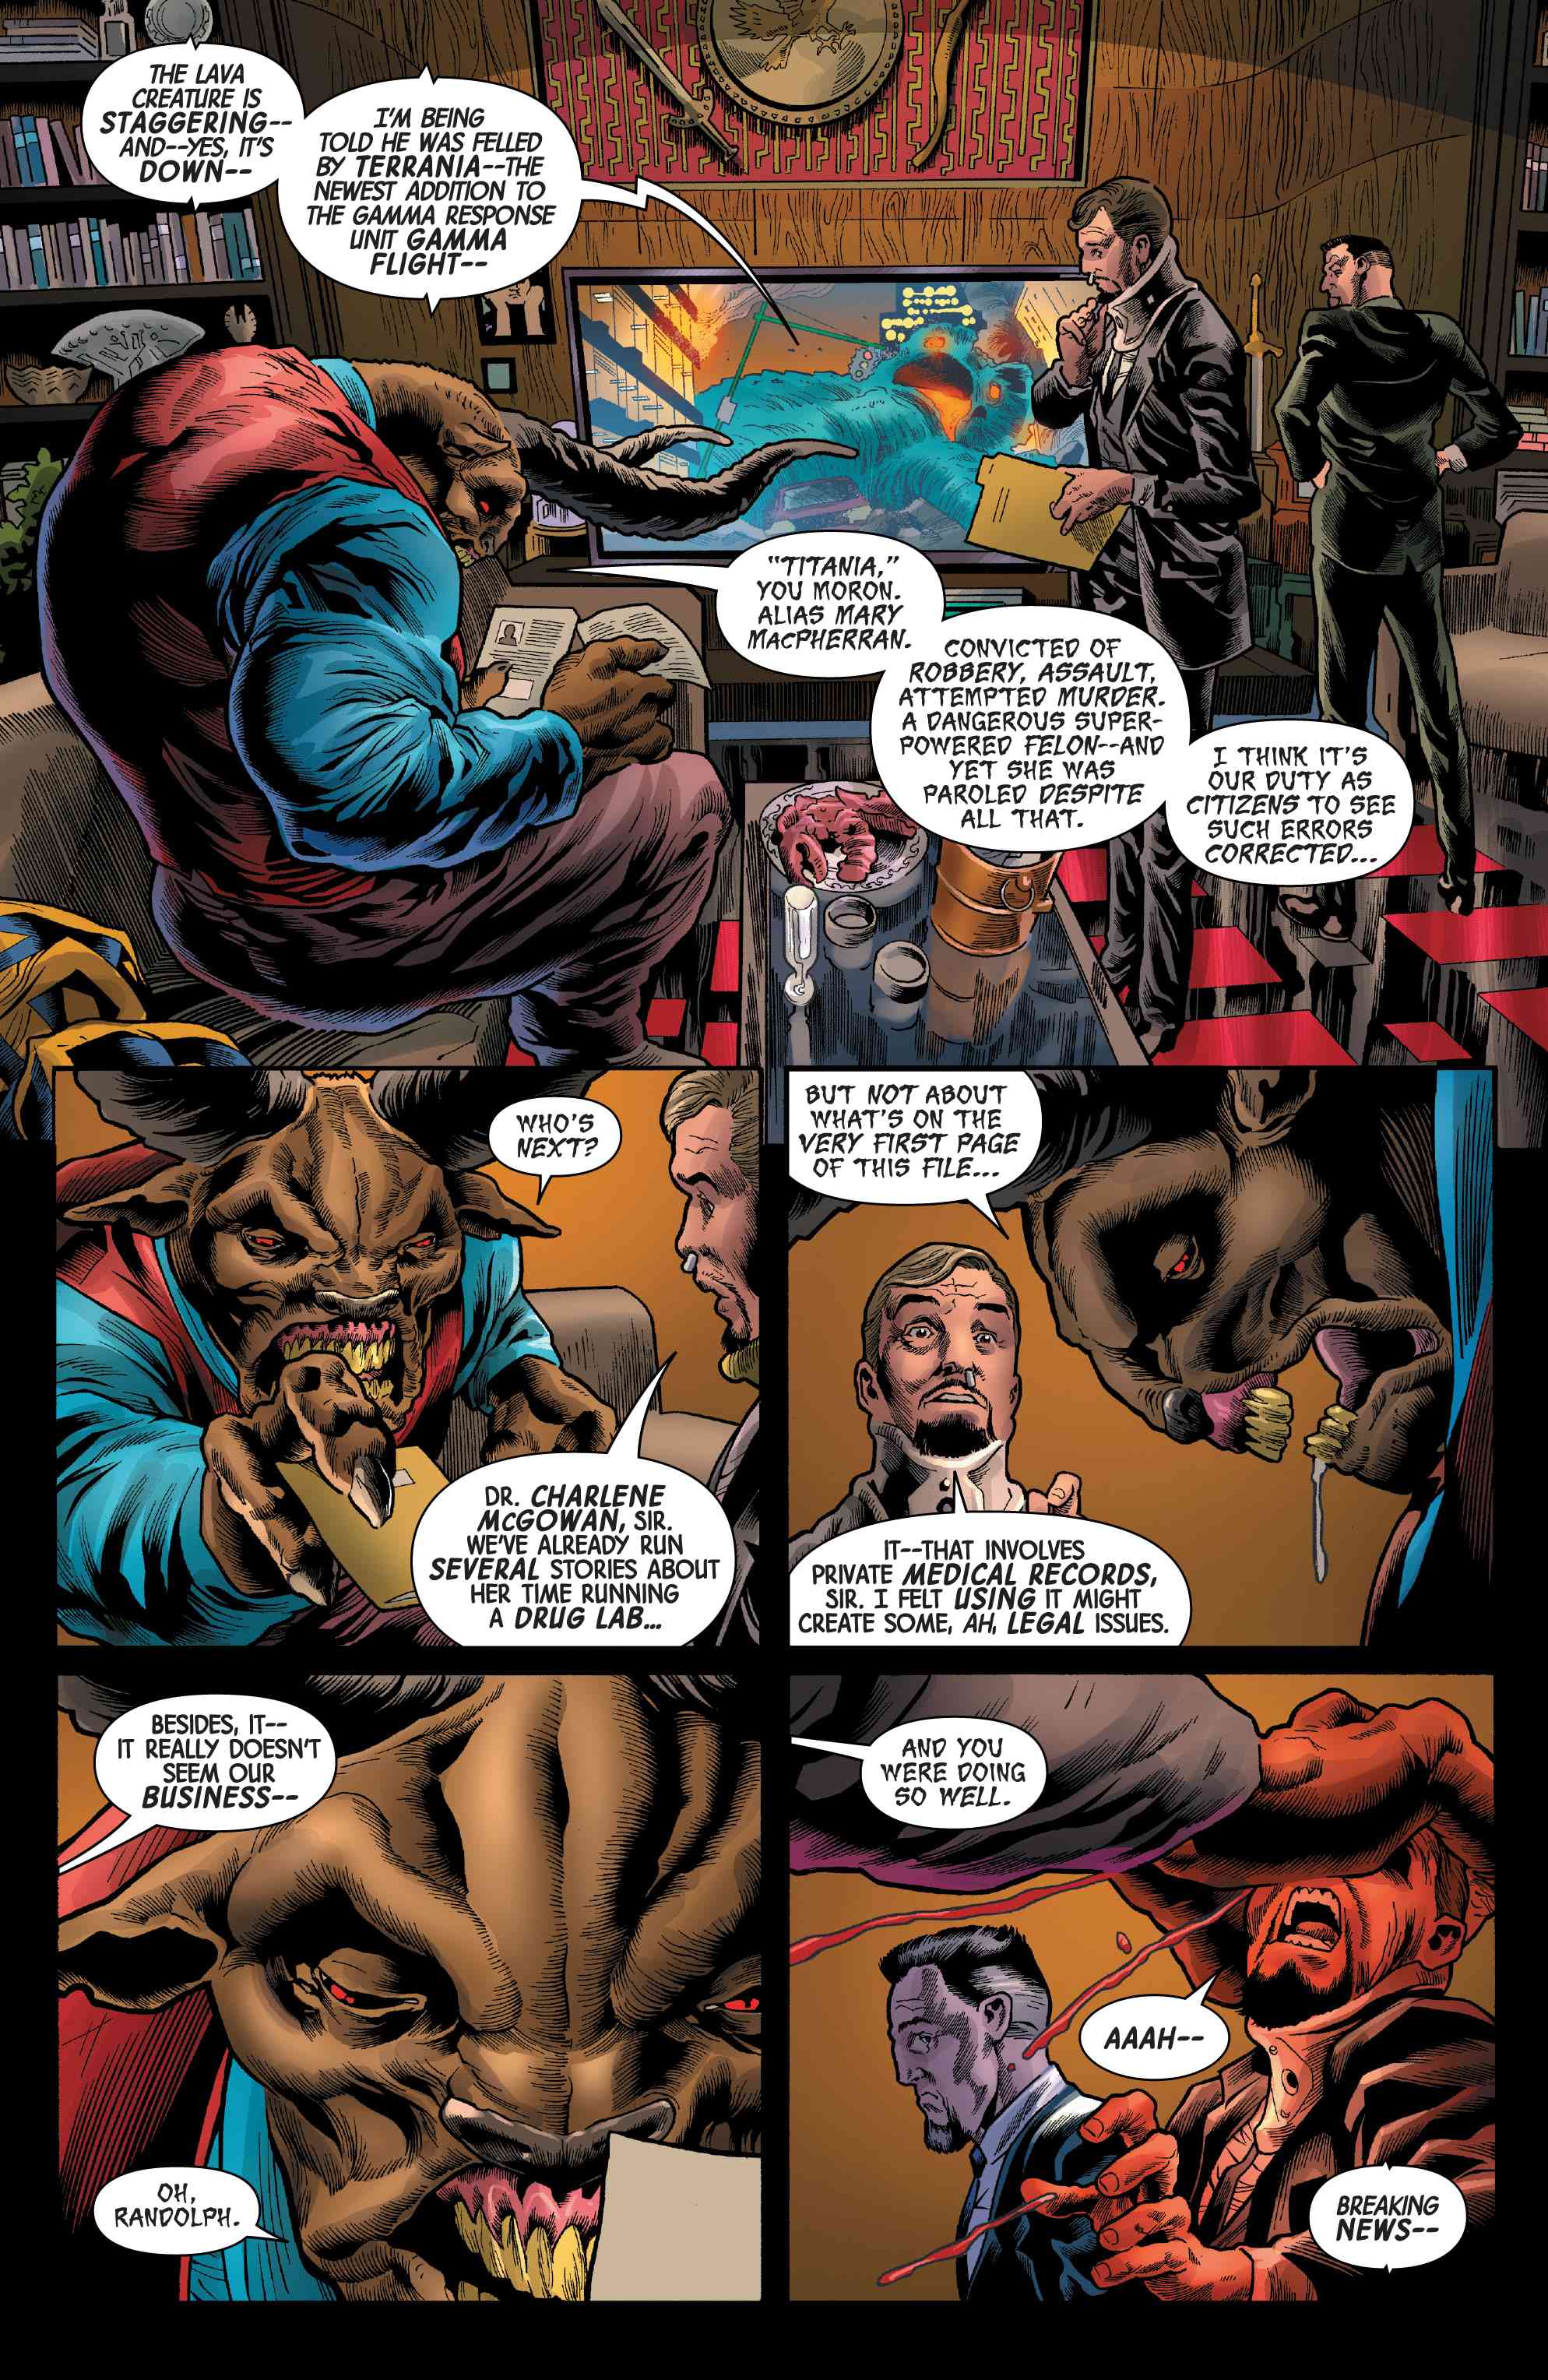 THE LAVA
CREATURE IS
STAGGERING--
AND--YES, IT'S
DOWN--
I'M BEING
TOLD HE WAS FELLED
BY TERRANIA--THE
NEWEST ADDITION TO
THE GAMMA RESPONSE
UNIT GAMMA
FLIGHT--
"TITANIA,"
YOU MORON.
ALIAS MARY
MACPHERRAN.
CONVICTED OF
ROBBERY, ASSAULT,
ATTEMPTED MURDER.
A DANGEROUS SUPER-
POWERED FELON--AND
YET SHE WAS
PAROLED DESPITE
ALL THAT.
I THINK IT'S
OUR DUTY AS
CITIZENS TO SEE
SUCH ERRORS
CORRECTED...
WHO'S
NEXT?
DR. CHARLENE
McGOWAN, SIR.
WE'VE ALREADY RUN
SEVERAL STORIES ABOUT
HER TIME RUNNING
A DRUG LAB...
BUT NOT ABOUT
WHAT'S ON THE
VERY FIRST PAGE
OF THIS FILE...
IT--THAT INVOLVES
PRIVATE MEDICAL RECORDS,
SIR. I FELT USING IT MIGHT
CREATE SOME, AH, LEGAL ISSUES.
BESIDES, IT--
IT REALLY DOESN'T
SEEM OUR
BUSINESS--
OH,
RANDOLPH.
AND YOU
WERE DOING
SO WELL.
AAAH--
BREAKING
NEWS--